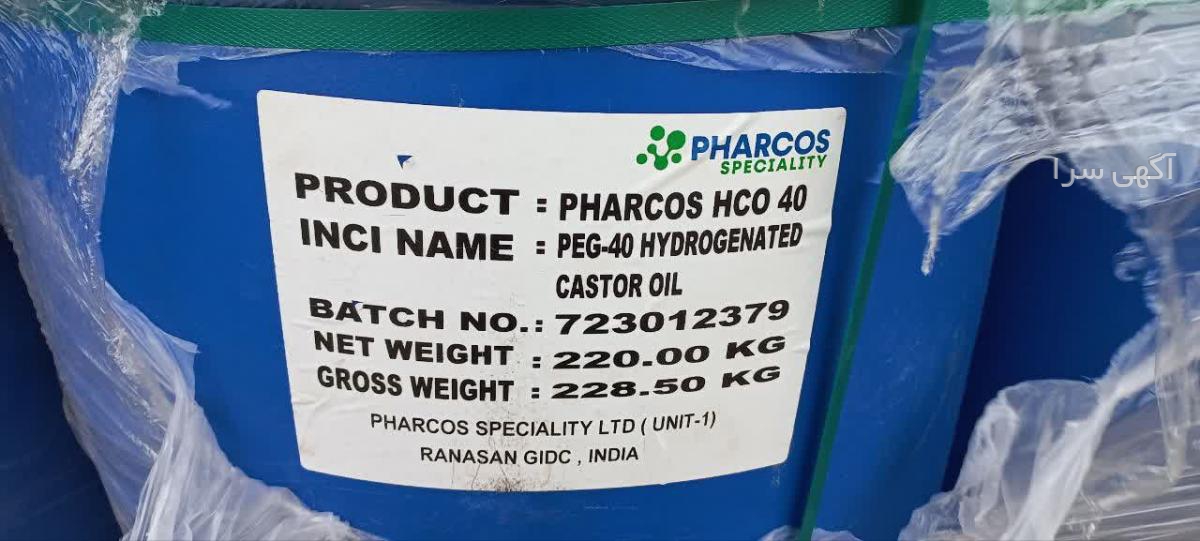 PHARCOS
SPECIALITY
PRODUCT : PHARCOS HCO 40
INCI NAME : PEG-40 HYDROGENATED
CASTOR OIL
BATCH NO.: 723012379
NET WEIGHT : 220.00 KG
GROSS WEIGHT : 228.50 KG
PHARCOS SPECIALITY LTD ( UNIT-1)
RANASAN GIDC , INDIA
آگهی سرا